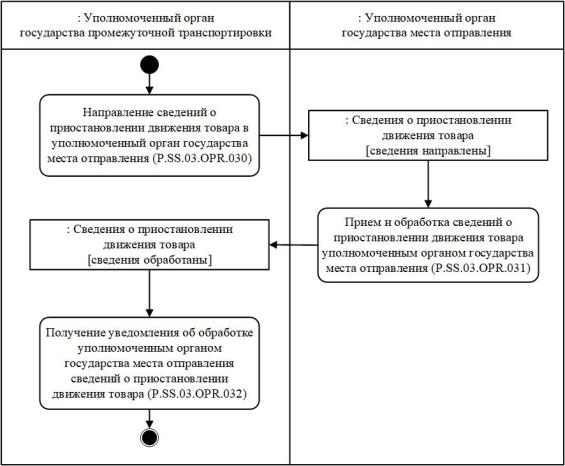 : Уполномоченный орган
государства промежуточной транспортировки
: Уполномоченный орган
государства места отправления
Направление сведений о
приостановлении движения товара в
уполномоченный орган государства
места отправления (P.SS.03.OPR.030)
: Сведения о приостановлении
движения товара
[сведения направлены]
Прием и обработка сведений о
приостановлении движения товара
уполномоченным органом государства
места отправления (P.SS.03.OPR.031)
: Сведения о приостановлении
движения товара
[сведения обработаны]
Получение уведомления об обработке
уполномоченным органом
государства места отправления
сведений о приостановлении
движения товара (P.SS.03.OPR.032)